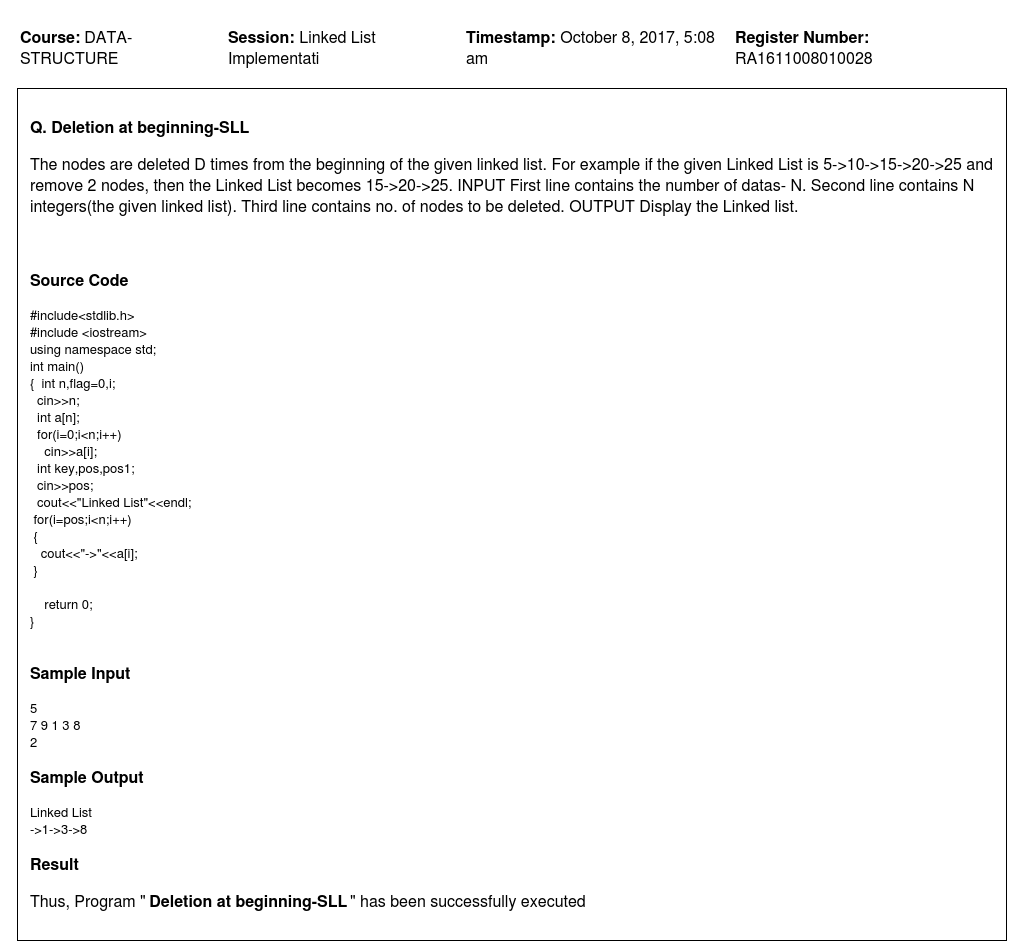 Course: DATA-STRUCTURE
Session: Linked List Implementati
Timestamp: October 8, 2017, 5:08 am
Register Number: RA1611008010028
Q. Deletion at beginning-SLL
The nodes are deleted D times from the beginning of the given linked list. For example if the given Linked List is 5->10->15->20->25 and
remove 2 nodes, then the Linked List becomes 15->20->25. INPUT First line contains the number of datas- N. Second line contains N
integers(the given linked list). Third line contains no. of nodes to be deleted. OUTPUT Display the Linked list.
Source Code
#include<stdlib.h>
#include <iostream>
using namespace std;
int main()
{  int n,flag=0,i;
  cin>>n;
  int a[n];
  for(i=0;i<n;i++)
    cin>>a[i];
  int key,pos,pos1;
  cin>>pos;
  cout<<"Linked List"<<endl;
 for(i=pos;i<n;i++)
 {
   cout<<"->"<<a[i];
 }
    return 0;
}
Sample Input
5
7 9 1 3 8
2
Sample Output
Linked List
->1->3->8
Result
Thus, Program " Deletion at beginning-SLL " has been successfully executed